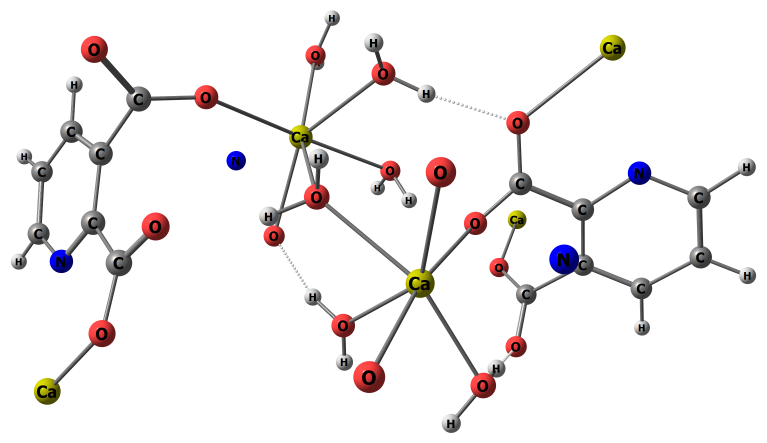 H
O H Ca
O H O
H O C O H
O
H C Ca
C N O H
H C O N C C
H O H
O C Ca
C O H O O
N C O N C C
H C O H
Ca C
H O O H
O O
H H
Ca O O
H